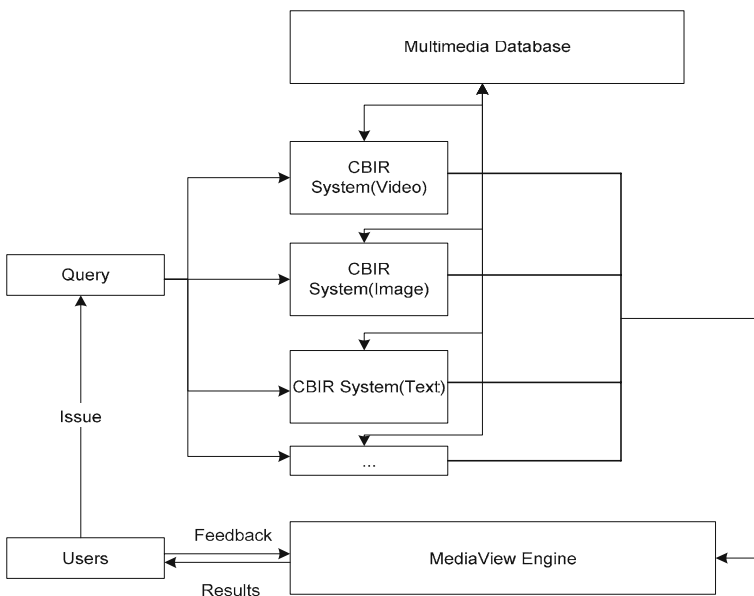 Multimedia Database
CBIR
System(Video)
Query
CBIR
System(Image)
CBIR System(Text)
Issue
...
Feedback
Users
MediaView Engine
Results